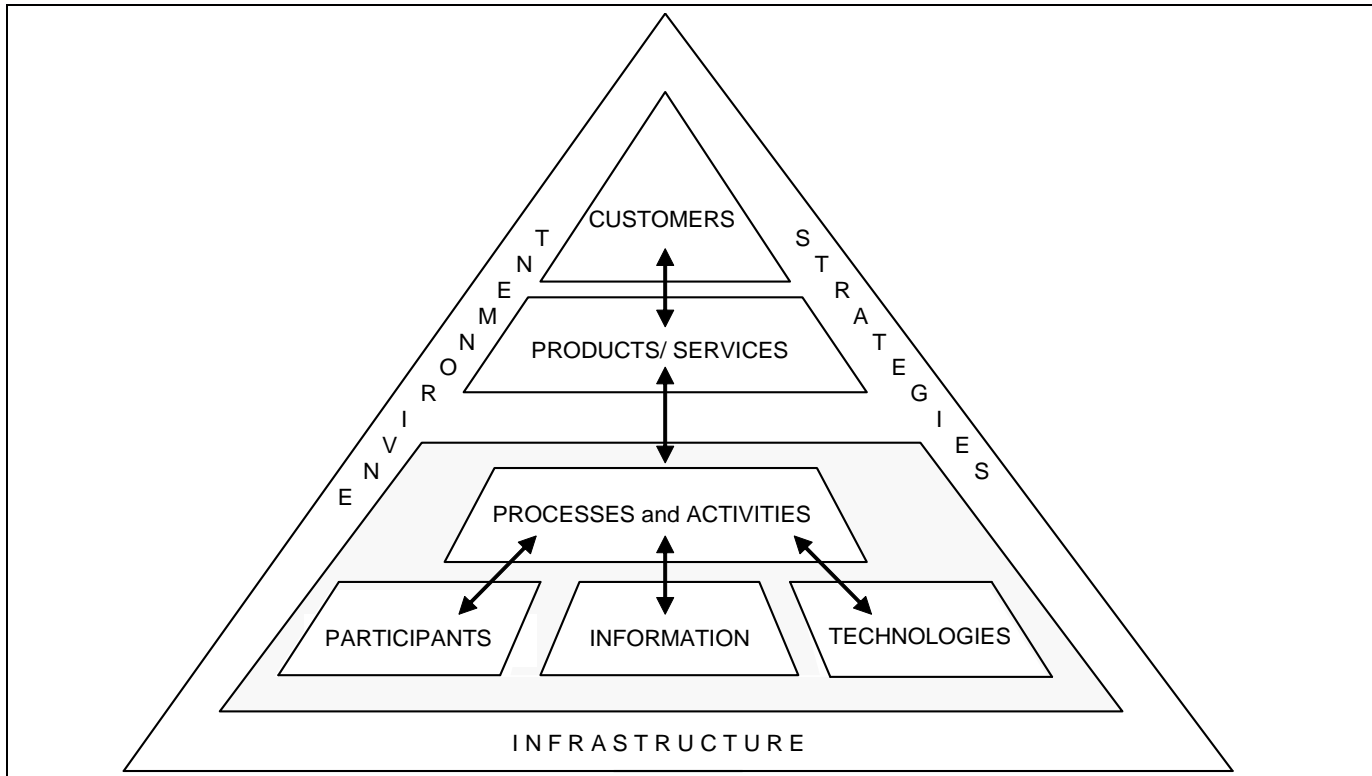 CUSTOMERS
PRODUCTS/ SERVICES
PROCESSES and ACTIVITIES
PARTICIPANTS
INFORMATION
TECHNOLOGIES
ENVIRONMENT
STRATEGIES
INFRASTRUCTURE